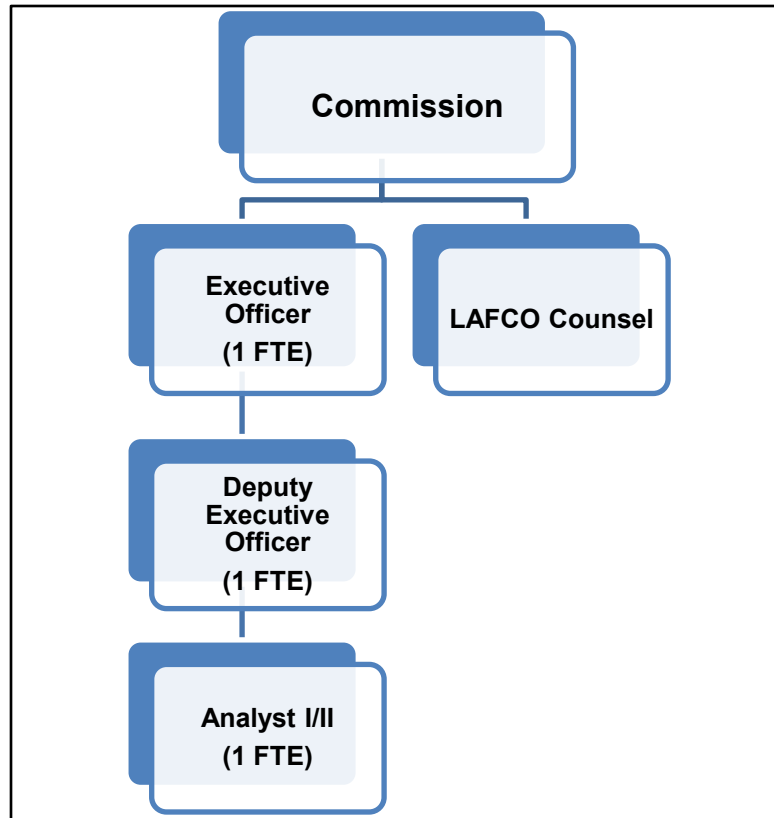 Commission
Executive
Officer
(1 FTE)
LAFCO Counsel
Deputy
Executive
Officer
(1 FTE)
Analyst I/II
(1 FTE)